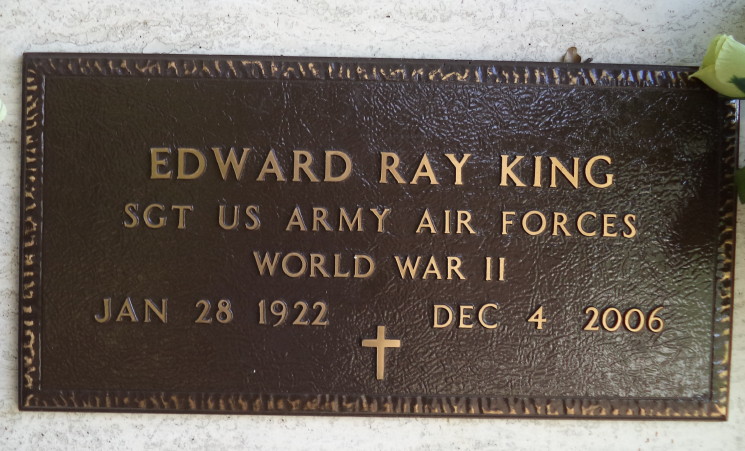 EDWARD RAY KING
SGT US ARMY AIR FORCES
WORLD WAR II
JAN 28 1922 DEC 4 2006